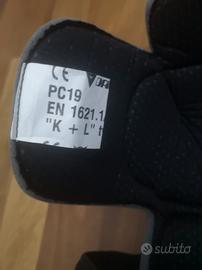 CE
PC19
EN 1621.1
"K + L" t
subito